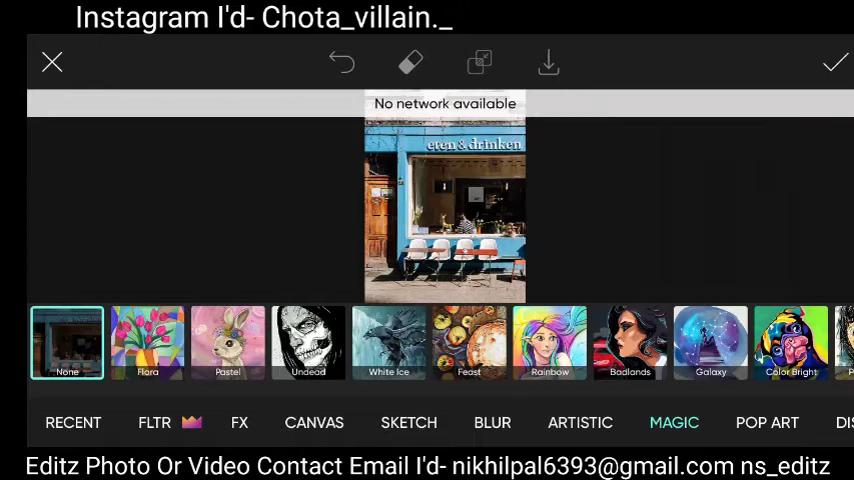 Instagram I'd- Chota_villain._
No network available
eten & drinken
None Flora Pastel Undead White Ice Feast Rainbow Badlands Galaxy Color Bright
RECENT FLTR FX CANVAS SKETCH BLUR ARTISTIC MAGIC POP ART DIS
Editz Photo Or Video Contact Email I'd- nikhilpal6393@gmail.com ns_editz